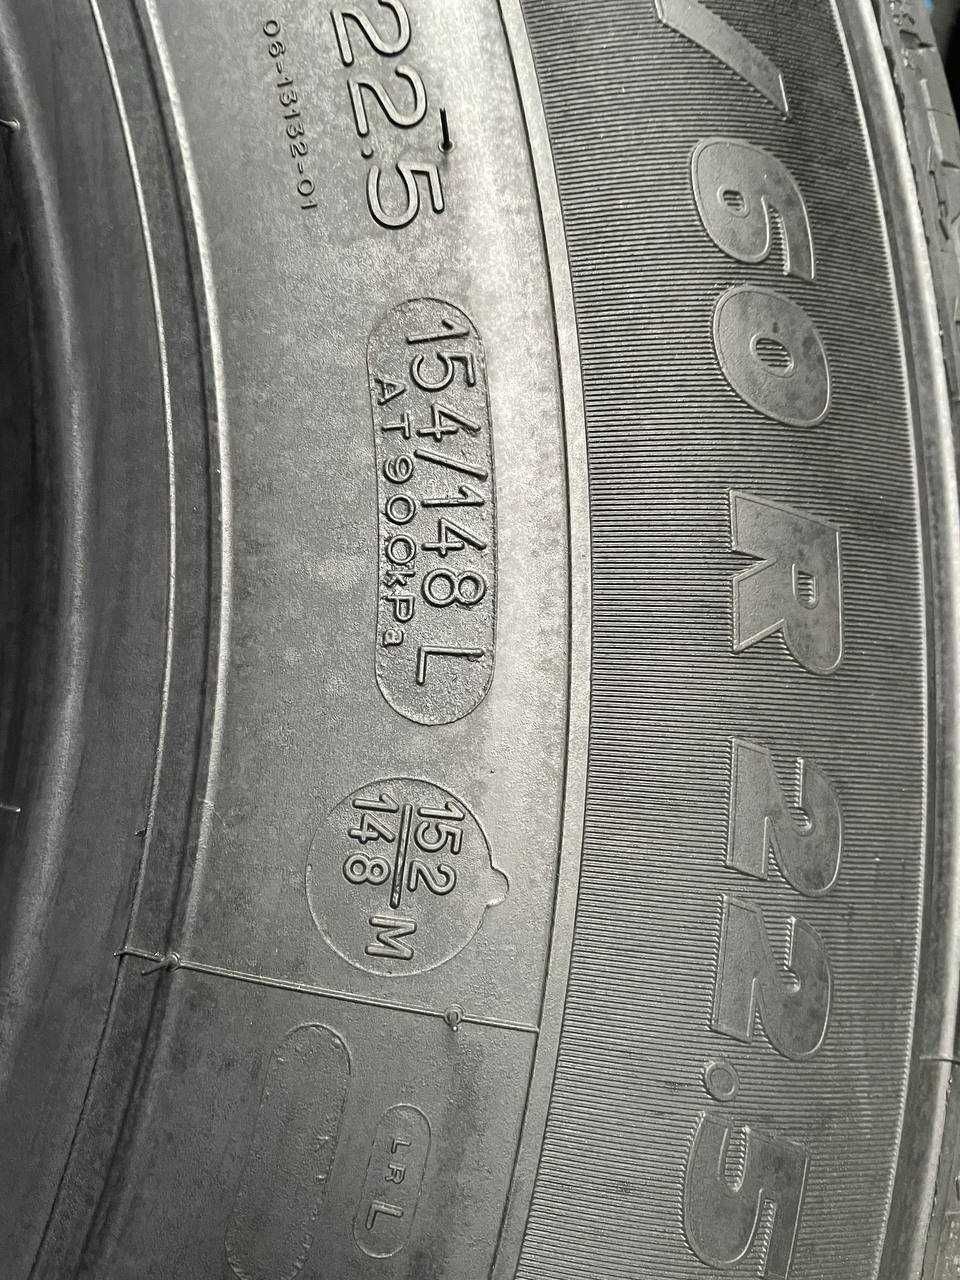 /60 R 22.5
22.5
06-13132-01
154/148 L
AT 900kPa
152
148 M
LR L